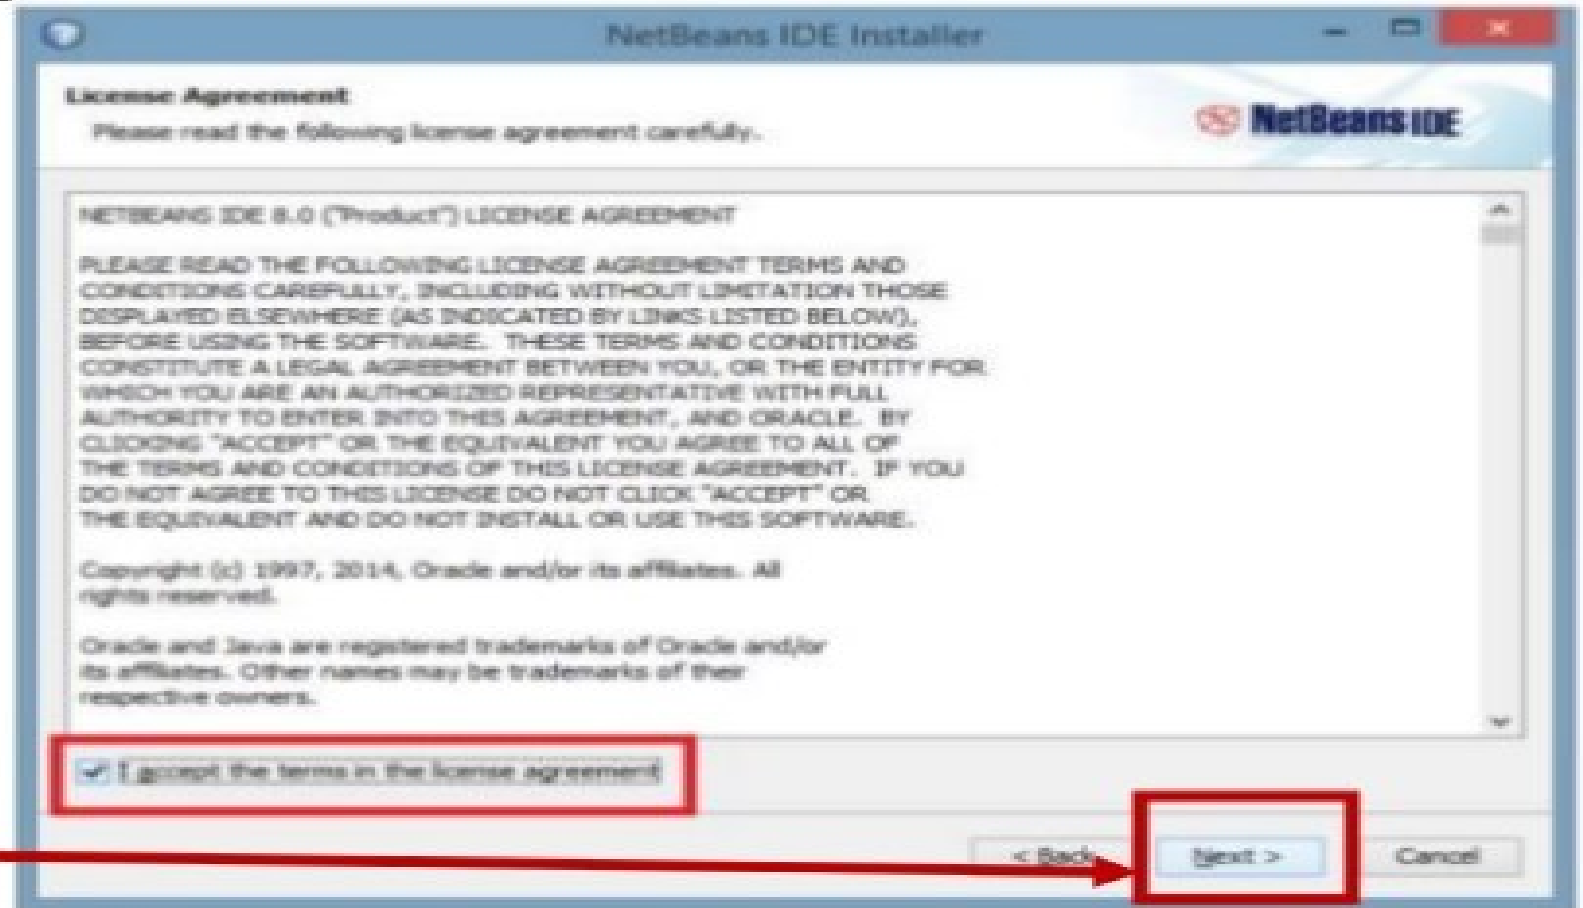 NetBeans IDE Installer
License Agreement
Please read the following license agreement carefully.
NetBeans IDE
NETBEANS IDE 8.0 ("Product") LICENSE AGREEMENT
PLEASE READ THE FOLLOWING LICENSE AGREEMENT TERMS AND
CONDITIONS CAREFULLY, INCLUDING WITHOUT LIMITATION THOSE
DISPLAYED ELSEWHERE (AS INDICATED BY LINKS LISTED BELOW),
BEFORE USING THE SOFTWARE.  THESE TERMS AND CONDITIONS
CONSTITUTE A LEGAL AGREEMENT BETWEEN YOU, OR THE ENTITY FOR
WHICH YOU ARE AN AUTHORIZED REPRESENTATIVE WITH FULL
AUTHORITY TO ENTER INTO THIS AGREEMENT, AND ORACLE.  BY
CLICKING "ACCEPT" OR THE EQUIVALENT YOU AGREE TO ALL OF
THE TERMS AND CONDITIONS OF THIS LICENSE AGREEMENT.  IF YOU
DO NOT AGREE TO THIS LICENSE DO NOT CLICK "ACCEPT" OR
THE EQUIVALENT AND DO NOT INSTALL OR USE THIS SOFTWARE.
Copyright (c) 1997, 2014, Oracle and/or its affiliates. All
rights reserved.
Oracle and Java are registered trademarks of Oracle and/or
its affiliates. Other names may be trademarks of their
respective owners.
I accept the terms in the license agreement
< Back
Next >
Cancel